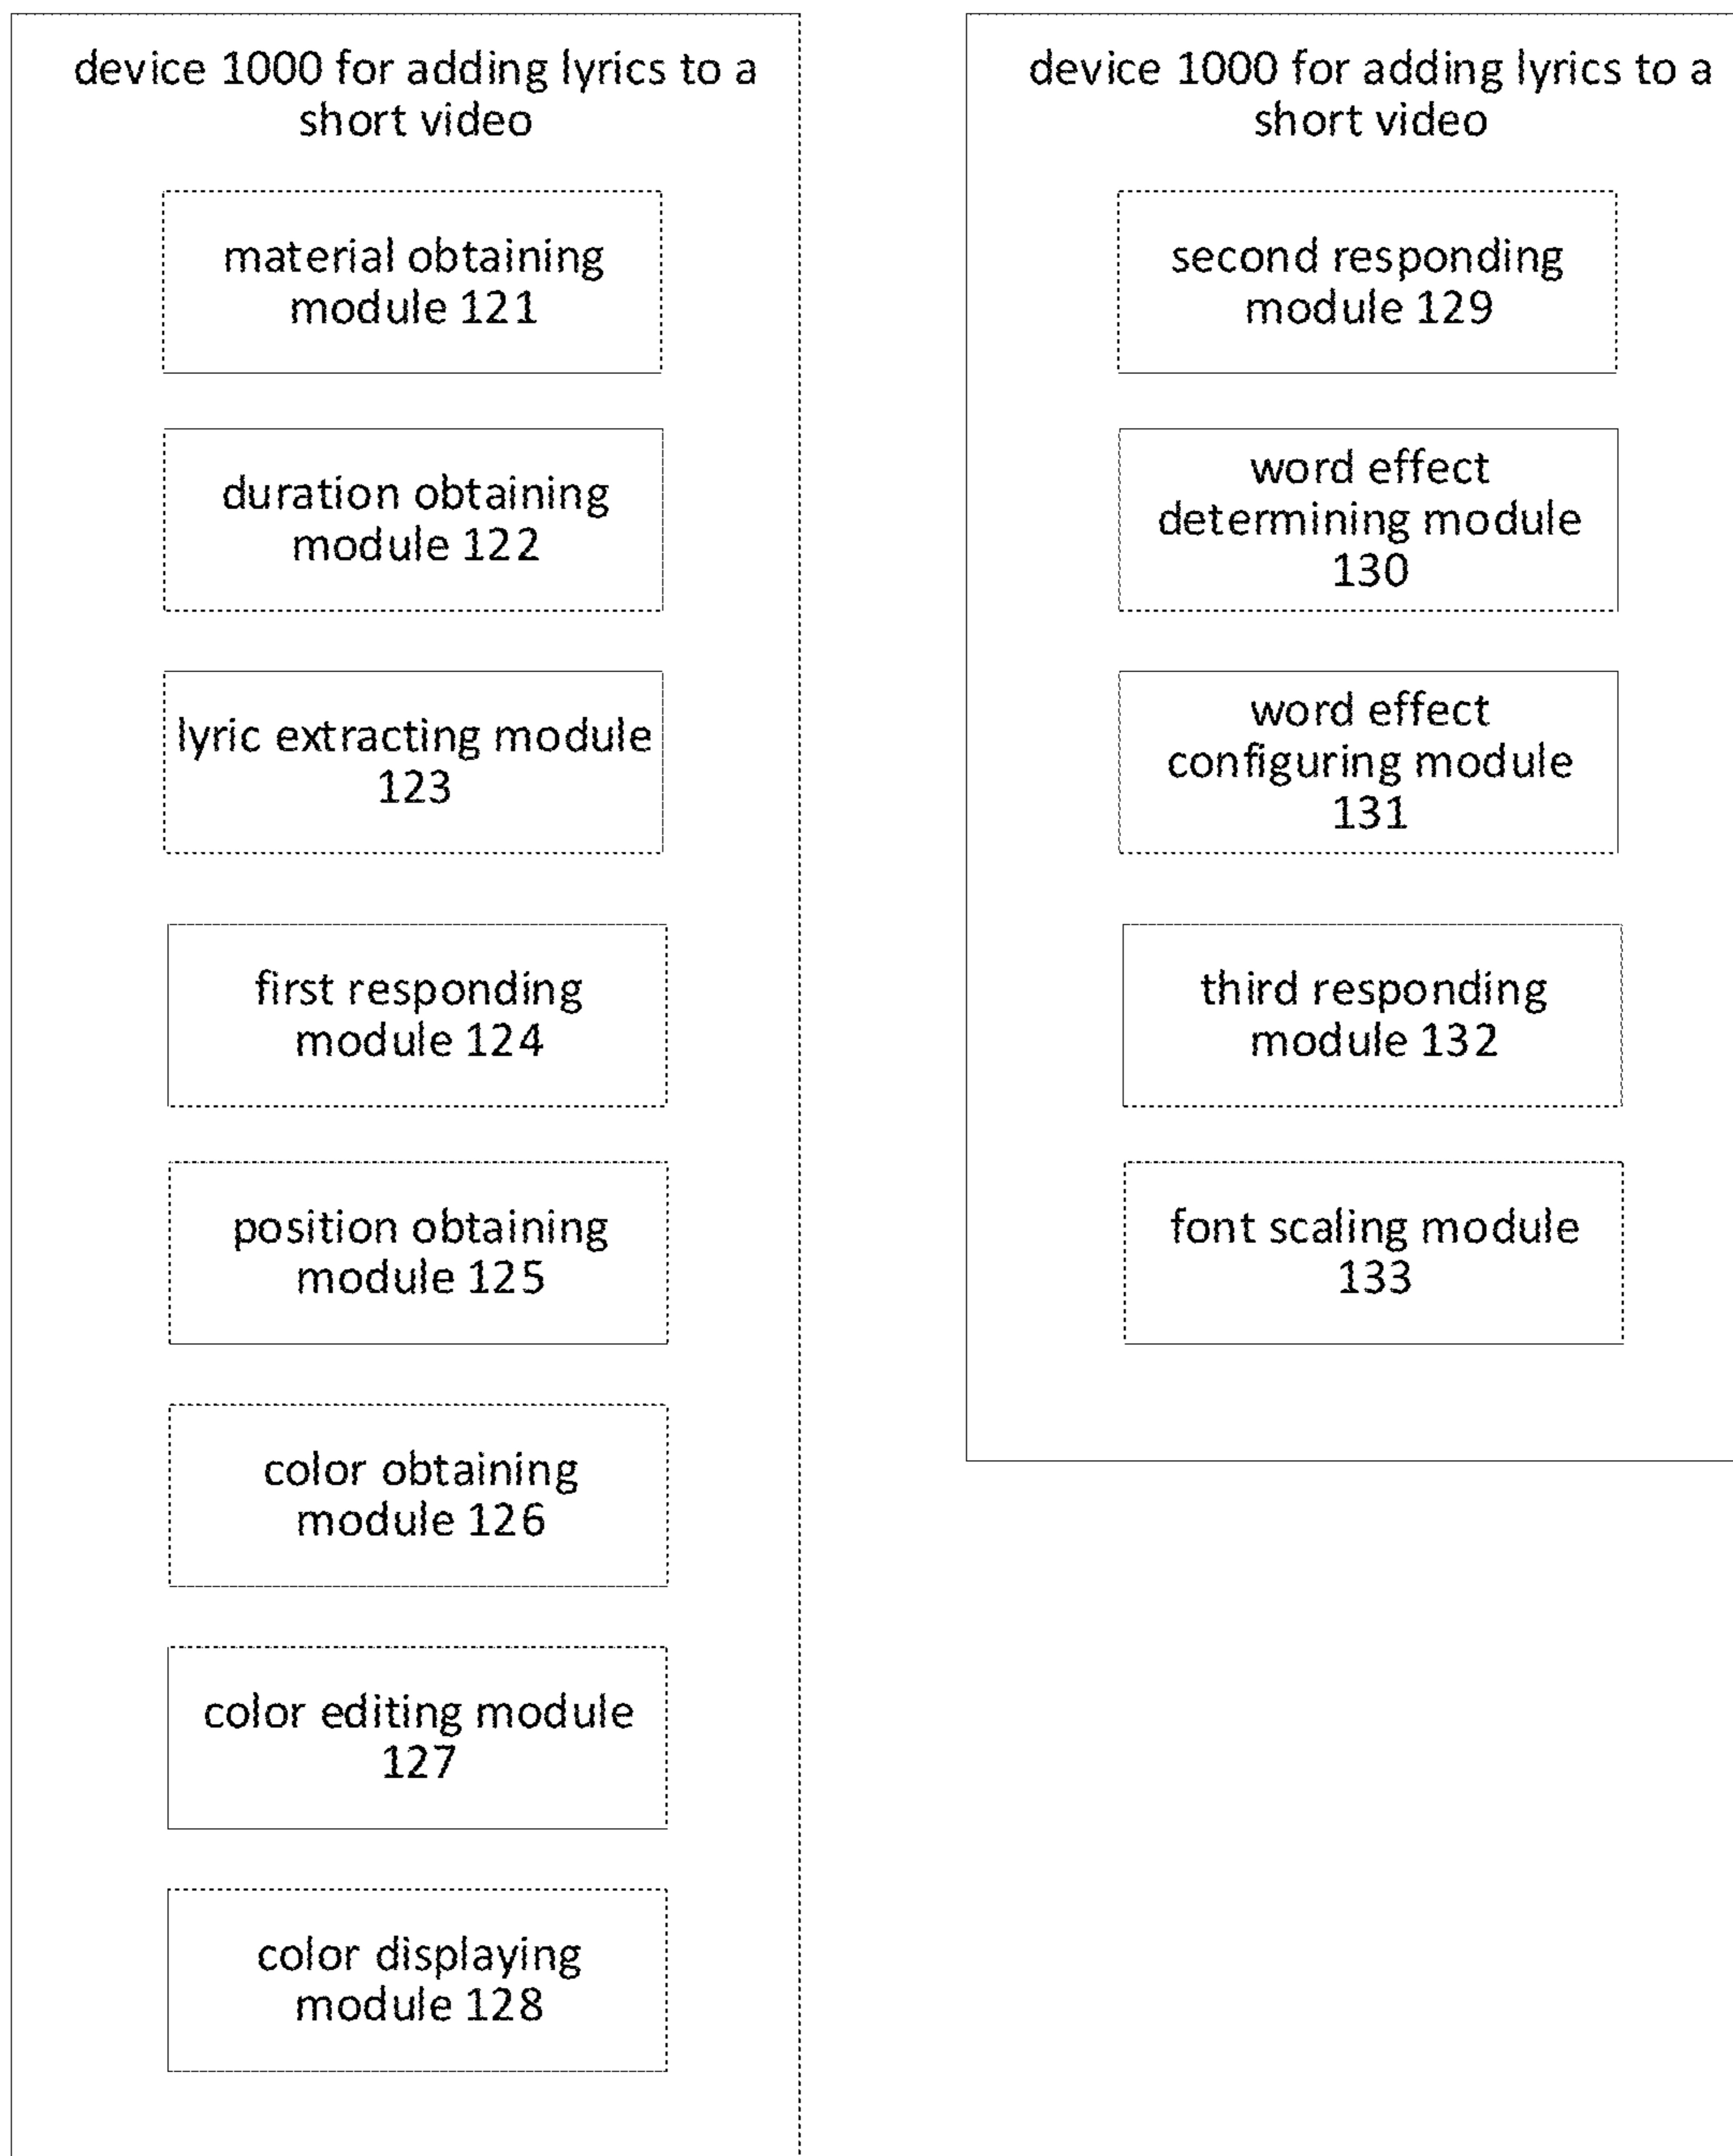 device 1000 for adding lyrics to a
short video
material obtaining
module 121
duration obtaining
module 122
lyric extracting module
123
first responding
module 124
position obtaining
module 125
color obtaining
module 126
color editing module
127
color displaying
module 128
device 1000 for adding lyrics to a
short video
second responding
module 129
word effect
determining module
130
word effect
configuring module
131
third responding
module 132
font scaling module
133